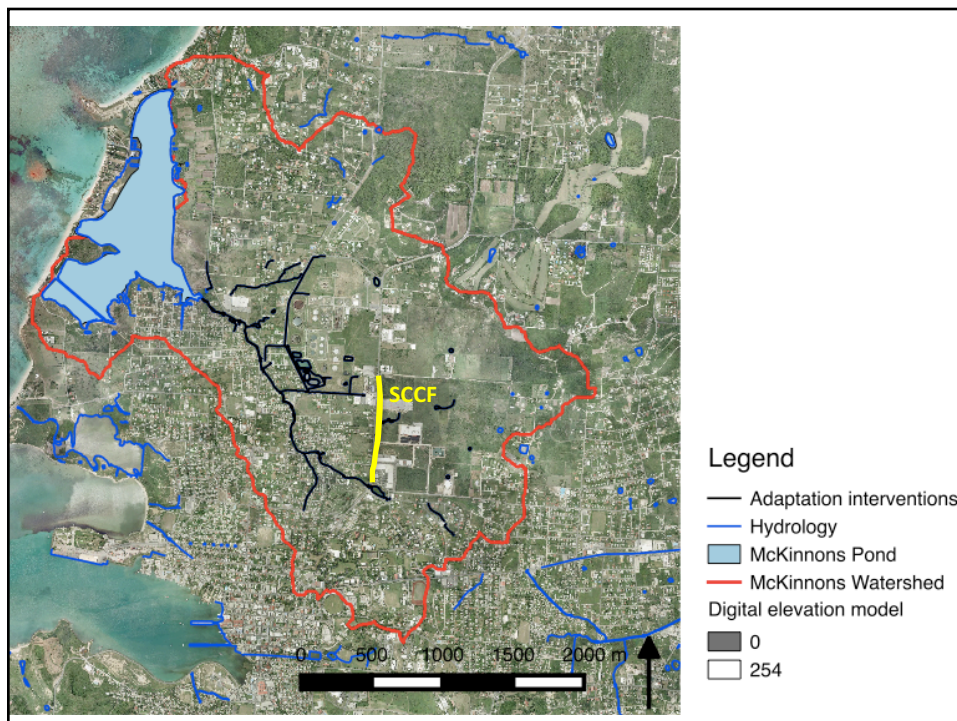 SCCF
0 500 1000 1500 2000 m
Legend
Adaptation interventions
Hydrology
McKinnons Pond
McKinnons Watershed
Digital elevation model
0
254